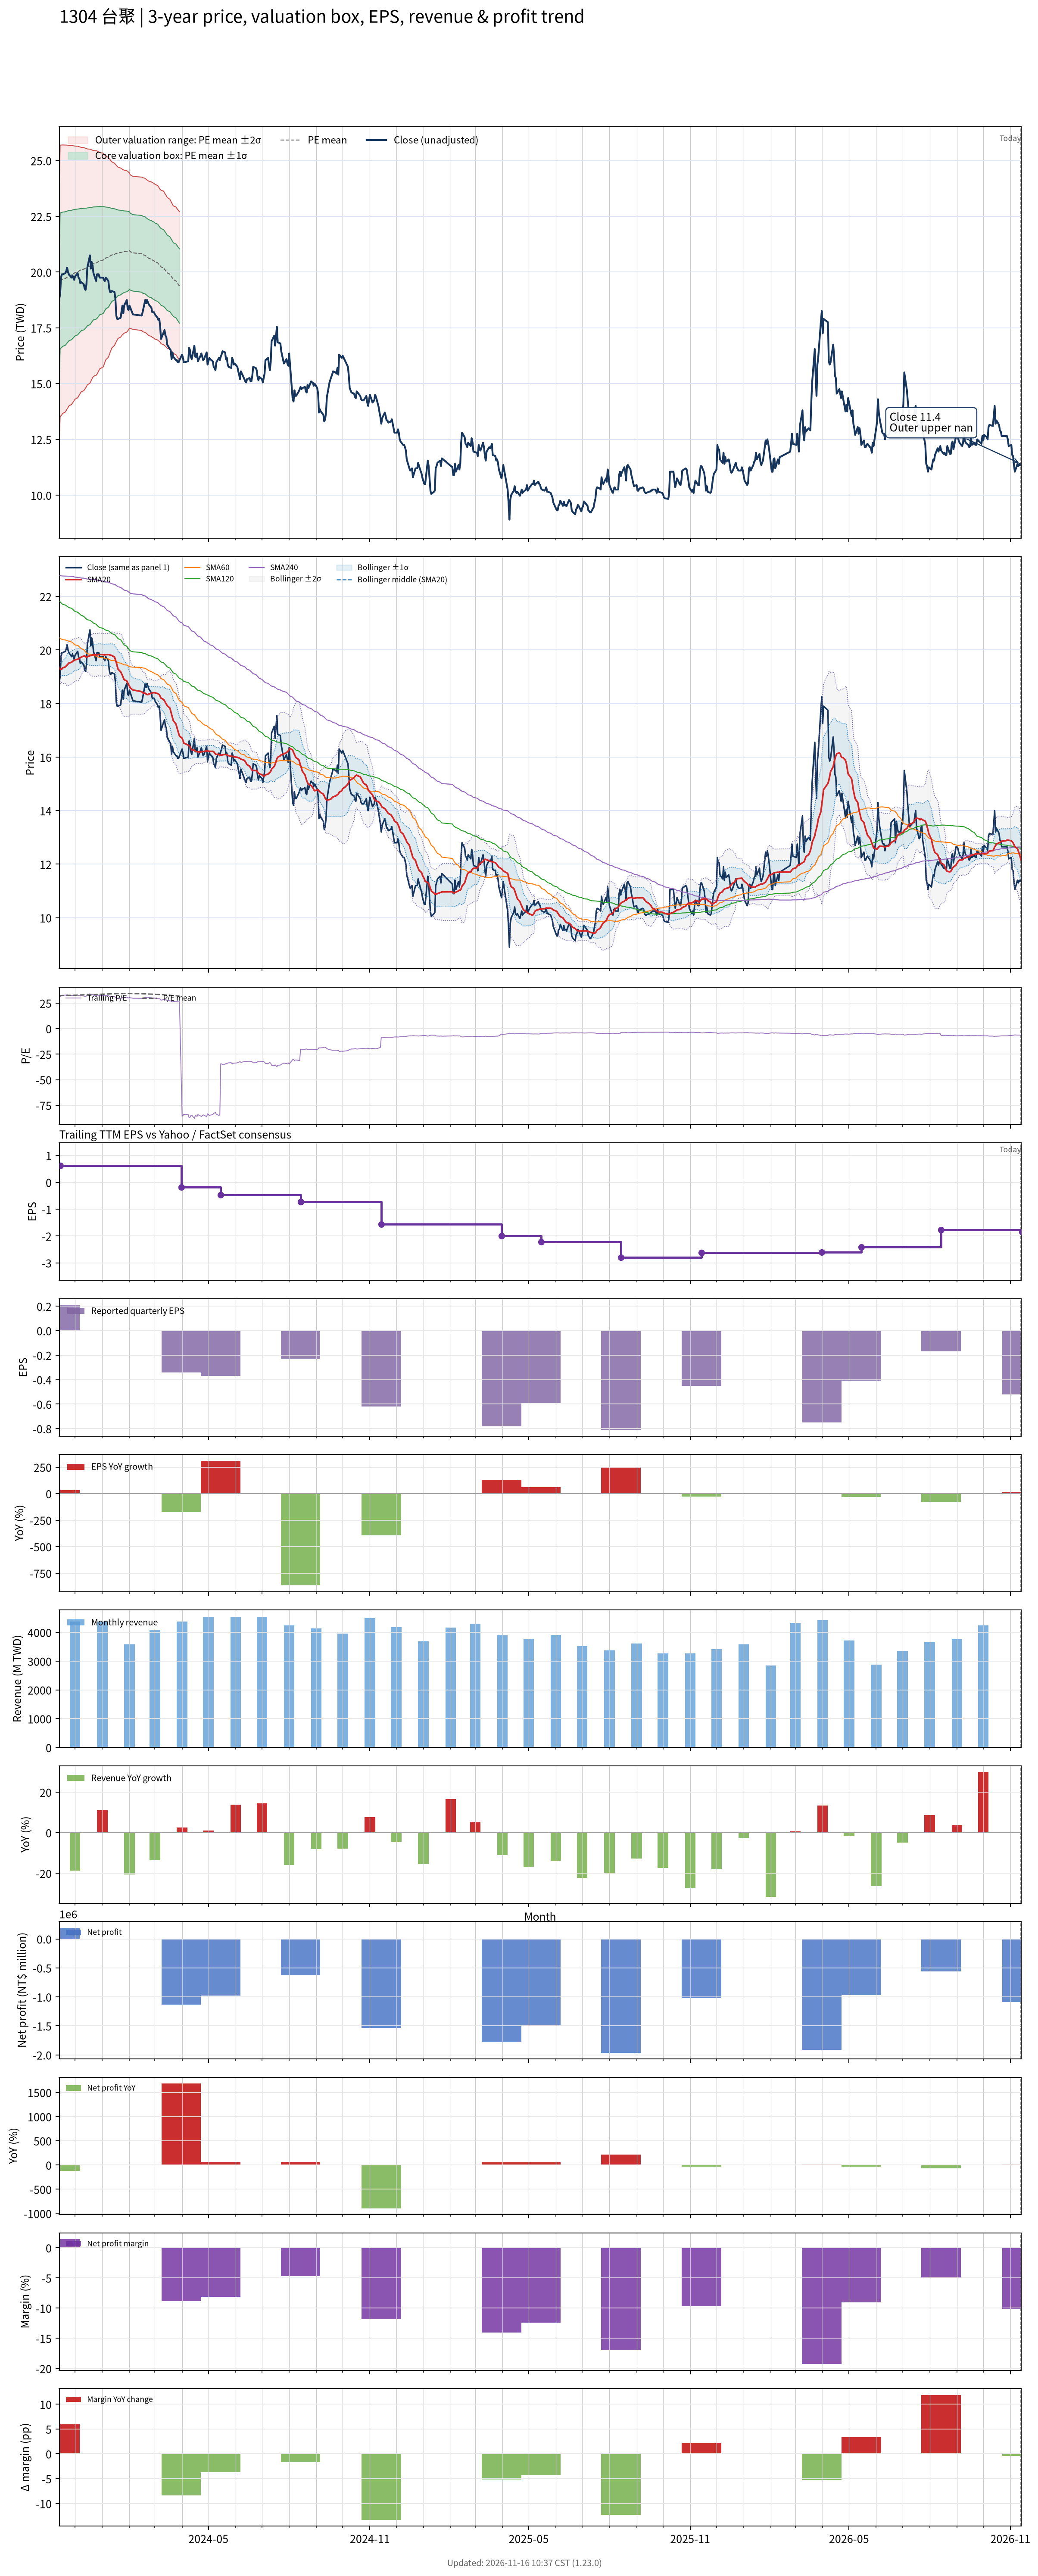 1304 台聚 | 3-year price, valuation box, EPS, revenue & profit trend
Outer valuation range: PE mean ±2σ
PE mean
Close (unadjusted)
Core valuation box: PE mean ±1σ
Today
25.0
22.5
20.0
17.5
15.0
12.5
10.0
Price (TWD)
Close 11.4
Outer upper nan
Close (same as panel 1)
SMA60
SMA240
Bollinger ±1σ
SMA20
SMA120
Bollinger ±2σ
Bollinger middle (SMA20)
22
20
18
16
14
12
10
Price
Trailing P/E
P/E mean
25
0
-25
-50
-75
P/E
Trailing TTM EPS vs Yahoo / FactSet consensus
Today
1
0
-1
-2
-3
EPS
Reported quarterly EPS
0.2
0.0
-0.2
-0.4
-0.6
-0.8
EPS
EPS YoY growth
250
0
-250
-500
-750
YoY (%)
Monthly revenue
4000
3000
2000
1000
0
Revenue (M TWD)
Revenue YoY growth
20
0
-20
YoY (%)
Month
1e6
Net profit
0.0
-0.5
-1.0
-1.5
-2.0
Net profit (NT$ million)
Net profit YoY
1500
1000
500
0
-500
-1000
YoY (%)
Net profit margin
0
-5
-10
-15
-20
Margin (%)
Margin YoY change
10
5
0
-5
-10
Δ margin (pp)
2024-05
2024-11
2025-05
2025-11
2026-05
2026-11
Updated: 2026-11-16 10:37 CST (1.23.0)